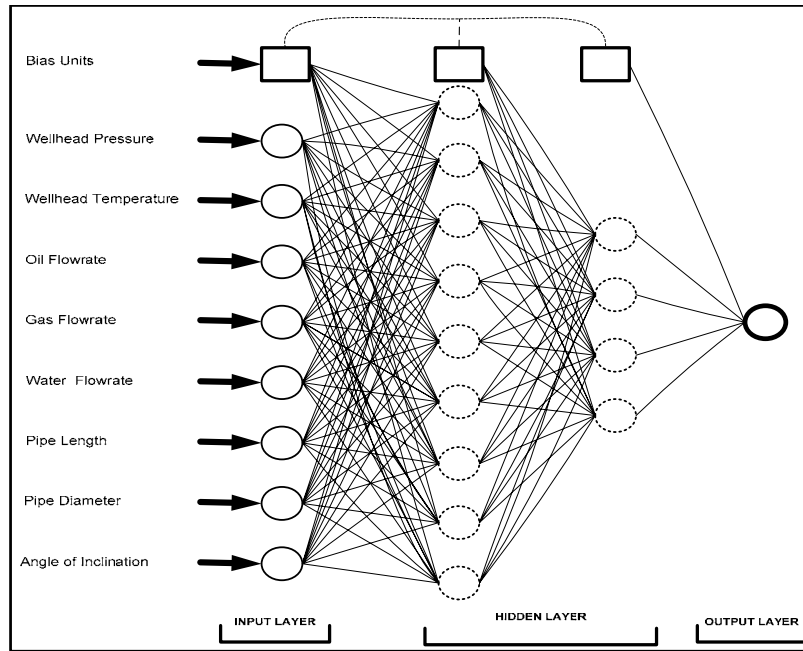 Bias Units
Wellhead Pressure
Wellhead Temperature
Oil Flowrate
Gas Flowrate
Water Flowrate
Pipe Length
Pipe Diameter
Angle of Inclination
INPUT LAYER
HIDDEN LAYER
OUTPUT LAYER